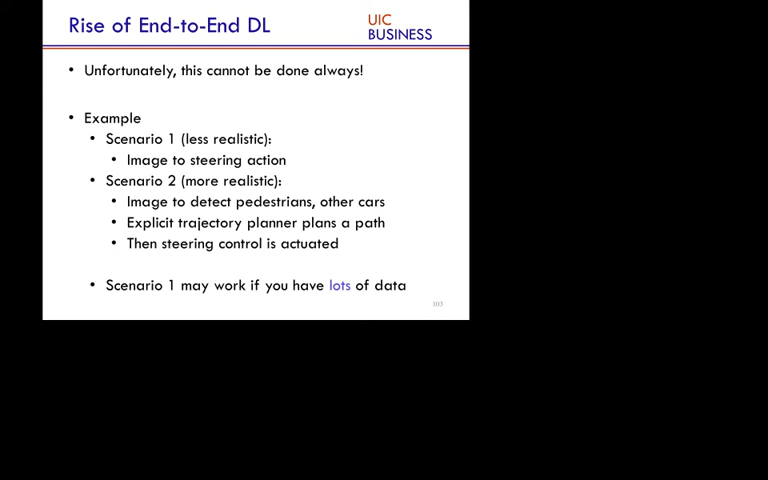 Rise of End-to-End DL
UIC
BUSINESS
• Unfortunately, this cannot be done always!
• Example
• Scenario 1 (less realistic):
• Image to steering action
• Scenario 2 (more realistic):
• Image to detect pedestrians, other cars
• Explicit trajectory planner plans a path
• Then steering control is actuated
• Scenario 1 may work if you have lots of data